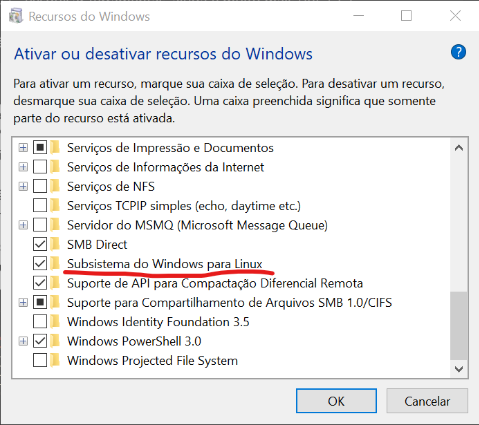 Recursos do Windows
Ativar ou desativar recursos do Windows
Para ativar um recurso, marque sua caixa de seleção. Para desativar um recurso,
desmarque sua caixa de seleção. Uma caixa preenchida significa que somente
parte do recurso está ativada.
Serviços de Impressão e Documentos
Serviços de Informações da Internet
Serviços de NFS
Serviços TCPIP simples (echo, daytime etc.)
Servidor do MSMQ (Microsoft Message Queue)
SMB Direct
Subsistema do Windows para Linux
Suporte de API para Compactação Diferencial Remota
Suporte para Compartilhamento de Arquivos SMB 1.0/CIFS
Windows Identity Foundation 3.5
Windows PowerShell 3.0
Windows Projected File System
OK
Cancelar